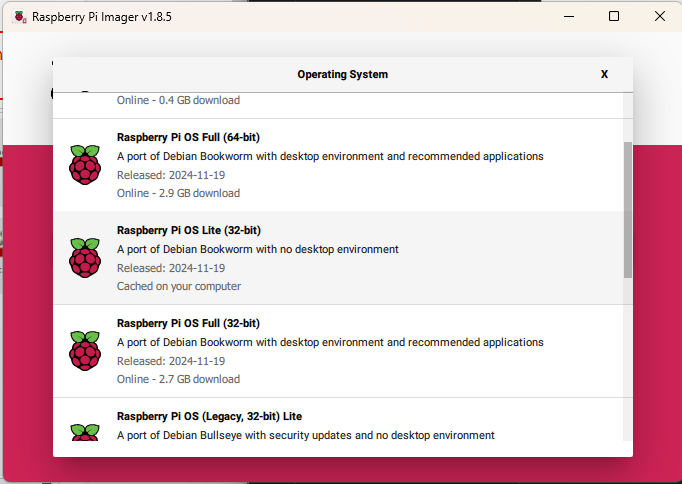 Raspberry Pi Imager v1.8.5
Operating System
X
Online - 0.4 GB download
Raspberry Pi OS Full (64-bit)
A port of Debian Bookworm with desktop environment and recommended applications
Released: 2024-11-19
Online - 2.9 GB download
Raspberry Pi OS Lite (32-bit)
A port of Debian Bookworm with no desktop environment
Released: 2024-11-19
Cached on your computer
Raspberry Pi OS Full (32-bit)
A port of Debian Bookworm with desktop environment and recommended applications
Released: 2024-11-19
Online - 2.7 GB download
Raspberry Pi OS (Legacy, 32-bit) Lite
A port of Debian Bullseye with security updates and no desktop environment